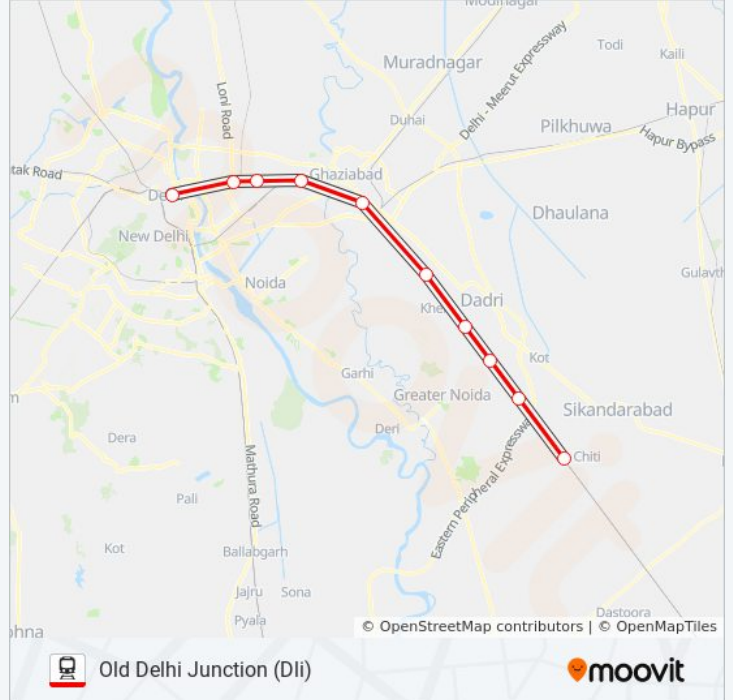 Modinagar
Todi
Kaili
Muradnagar
Delhi - Meerut Expressway
Loni Road
Duhai
Pilkhuwa
Hapur
Hapur Bypass
tak Road
Ghaziabad
De
Dhaulana
New Delhi
Gulavth
Noida
Khe
Dadri
Kot
Garhi
Greater Noida
Sikandarabad
Deri
Dera
Chiti
Mathura Road
Eastern Peripheral Expressway
Pali
Kot
Ballabgarh
Jajru
Sona
Pyala
Dastoora
ohna
© OpenStreetMap contributors | © OpenMapTiles
Old Delhi Junction (Dli)
moovit